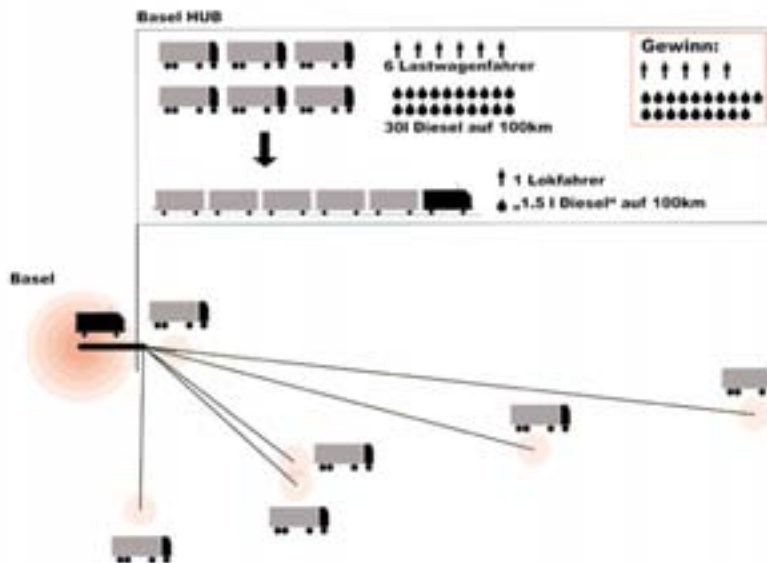 Basel HUB
6 Lastwagenfahrer
30l Diesel auf 100km
Gewinn:
1 Lokfahrer
„1.5 l Diesel“ auf 100km
Basel